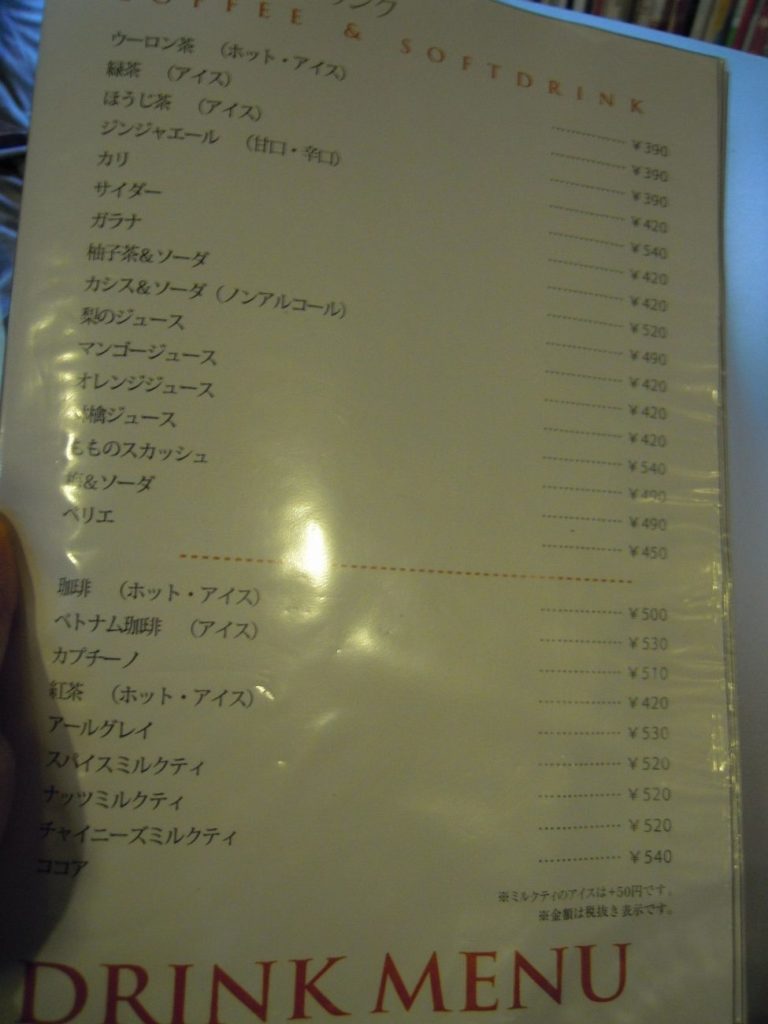 COFFEE & SOFTDRINK
ウーロン茶 (ホット・アイス) ¥390
緑茶 (アイス) ¥390
ほうじ茶 (アイス) ¥390
ジンジャエール (甘口・辛口) ¥420
カリ ¥540
サイダー ¥420
ガラナ ¥420
柚子茶&ソーダ ¥520
カシス&ソーダ (ノンアルコール) ¥490
梨のジュース ¥420
マンゴージュース ¥420
オレンジジュース ¥420
林檎ジュース ¥540
もものスカッシュ ¥490
&ソーダ ¥490
ペリエ ¥450
珈琲 (ホット・アイス) ¥500
ベトナム珈琲 (アイス) ¥530
カプチーノ ¥510
紅茶 (ホット・アイス) ¥420
アールグレイ ¥530
スパイスミルクティ ¥520
ナッツミルクティ ¥520
チャイニーズミルクティ ¥520
ココア ¥540
※ミルクティのアイスは+50円です。
※金額は税抜き表示です。
DRINK MENU